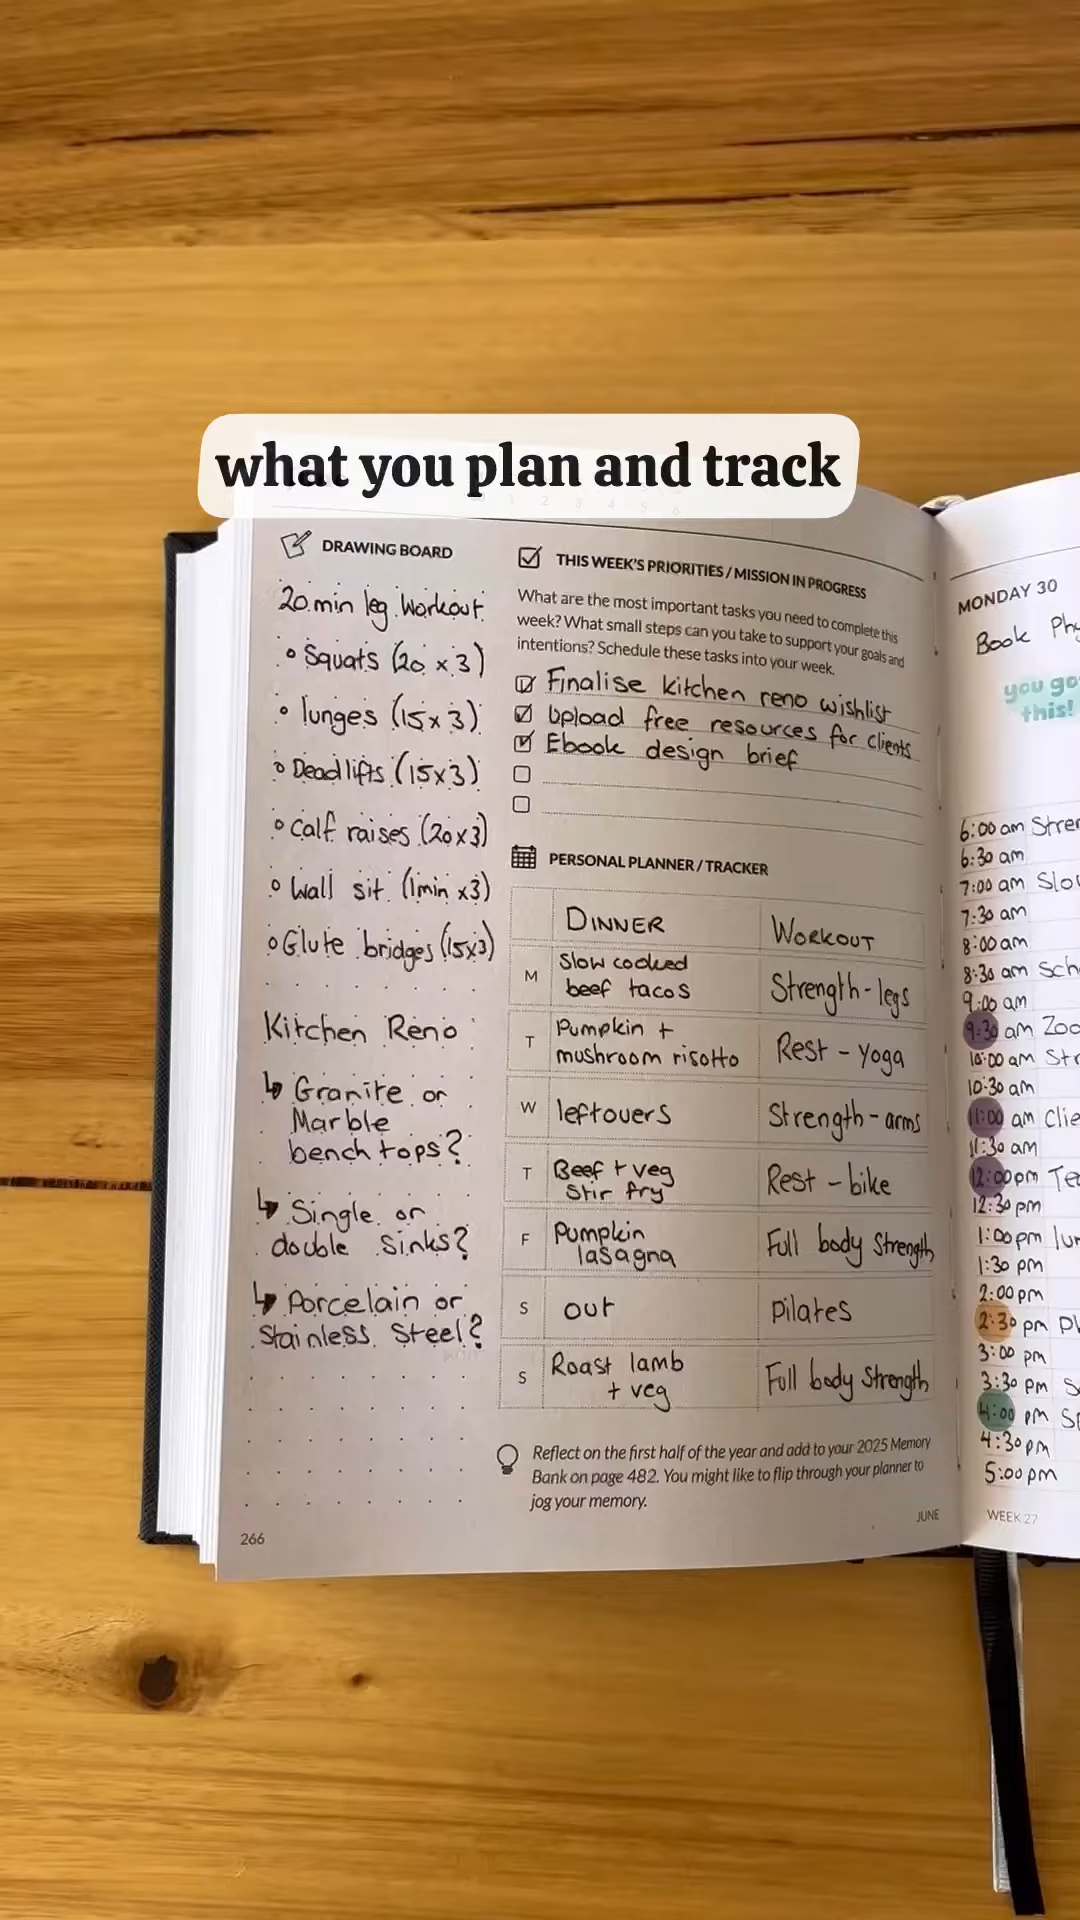 what you plan and track
DRAWING BOARD
20 min leg Workout
Squats (20 x 3)
lunges (15 x 3)
Deadlifts (15x3)
Calf raises (20x3)
Wall sit (1min x3)
Glute bridges (15x3)
Kitchen Reno
↳ Granite or
Marble
bench tops?
↳ Single or
double sinks?
↳ Porcelain or
Stainless Steel?
266
THIS WEEK'S PRIORITIES / MISSION IN PROGRESS
What are the most important tasks you need to complete this
week? What small steps can you take to support your goals and
intentions? Schedule these tasks into your week.
Finalise kitchen reno wishlist
Upload free resources for clients
Ebook design brief
PERSONAL PLANNER / TRACKER
DINNER WORKOUT
M Slow cooked
beef tacos Strength - legs
T Pumpkin +
mushroom risotto Rest - yoga
W leftovers Strength - arms
T Beef + veg
Stir fry Rest - bike
F Pumpkin
lasagna Full body Strength
S out Pilates
S Roast lamb
+ veg Full body Strength
Reflect on the first half of the year and add to your 2025 Memory
Bank on page 482. You might like to flip through your planner to
jog your memory.
JUNE
MONDAY 30
Book
you
this!
6:00 am
6:30 am
7:00 am
7:30 am
8:00 am
8:30 am
9:00 am
9:30 am
10:00 am
10:30 am
11:00 am
11:30 am
12:00 pm
12:30 pm
1:00 pm
1:30 pm
2:00 pm
2:30 pm
3:00 pm
3:30 pm
4:00 pm
4:30 pm
5:00 pm
WEEK 27